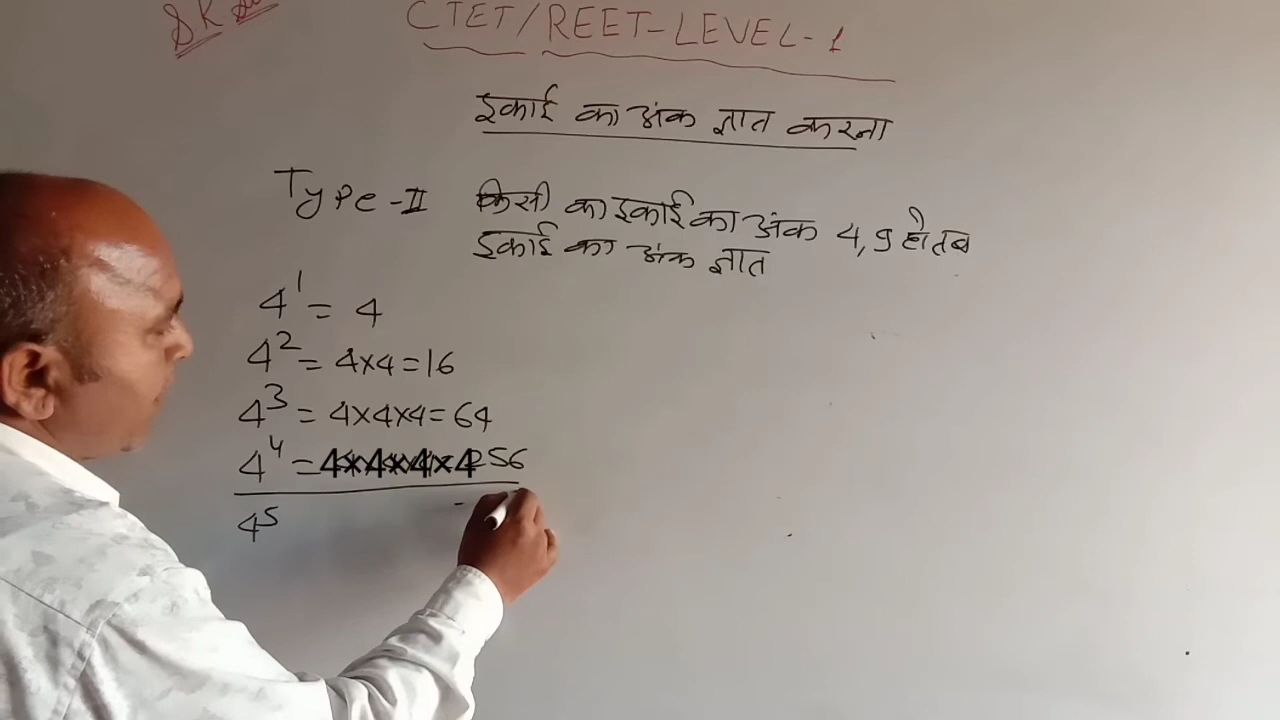 SK
CTET/REET-LEVEL-1
इकाई का अंक ज्ञात करना
Type-II किसी का इकाई का अंक 4,9 हो तब
इकाई का अंक ज्ञात
4¹ = 4
4² = 4×4=16
4³ = 4×4×4= 64
4⁴ =4×4×4×4=256
4⁵